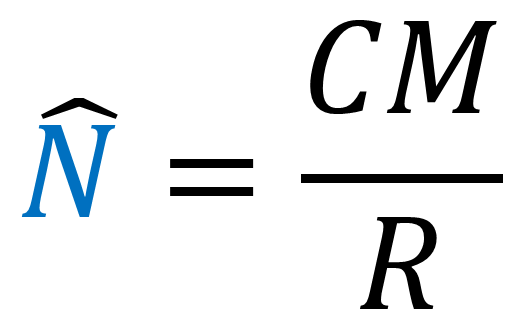 N̂ = CM / R